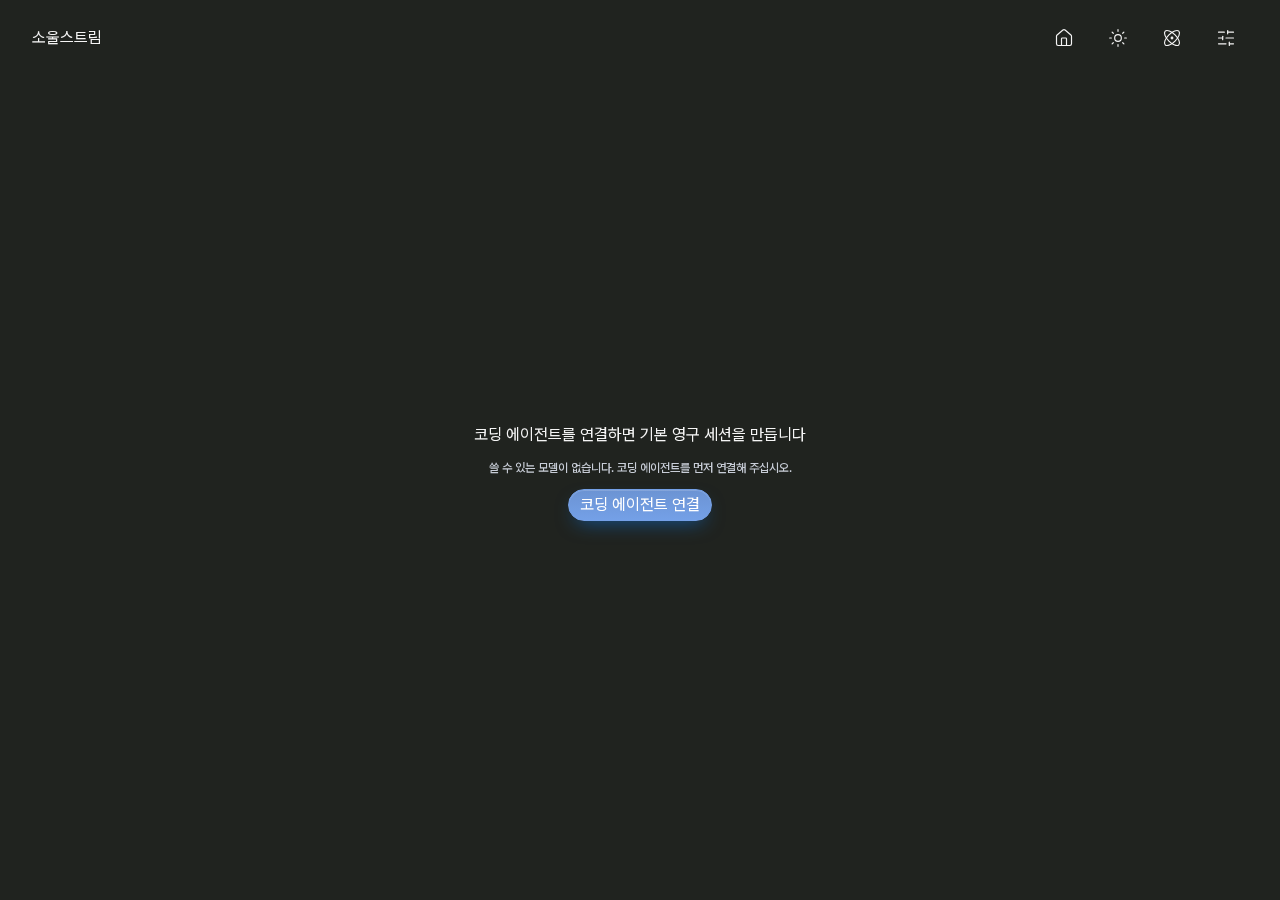 소울스트림
코딩 에이전트를 연결하면 기본 영구 세션을 만듭니다
쓸 수 있는 모델이 없습니다. 코딩 에이전트를 먼저 연결해 주십시오.
코딩 에이전트 연결